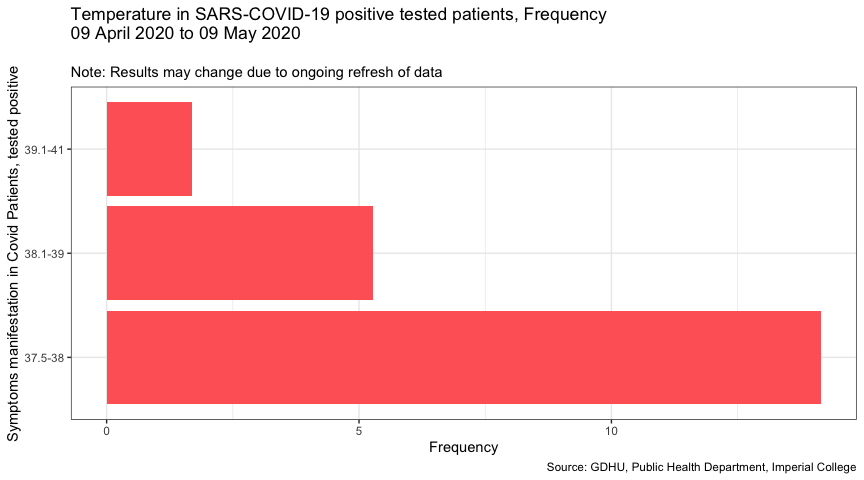 Temperature in SARS-COVID-19 positive tested patients, Frequency
09 April 2020 to 09 May 2020
Note: Results may change due to ongoing refresh of data
Symptoms manifestation in Covid Patients, tested positive
39.1-41
38.1-39
37.5-38
0 5 10
Frequency
Source: GDHU, Public Health Department, Imperial College